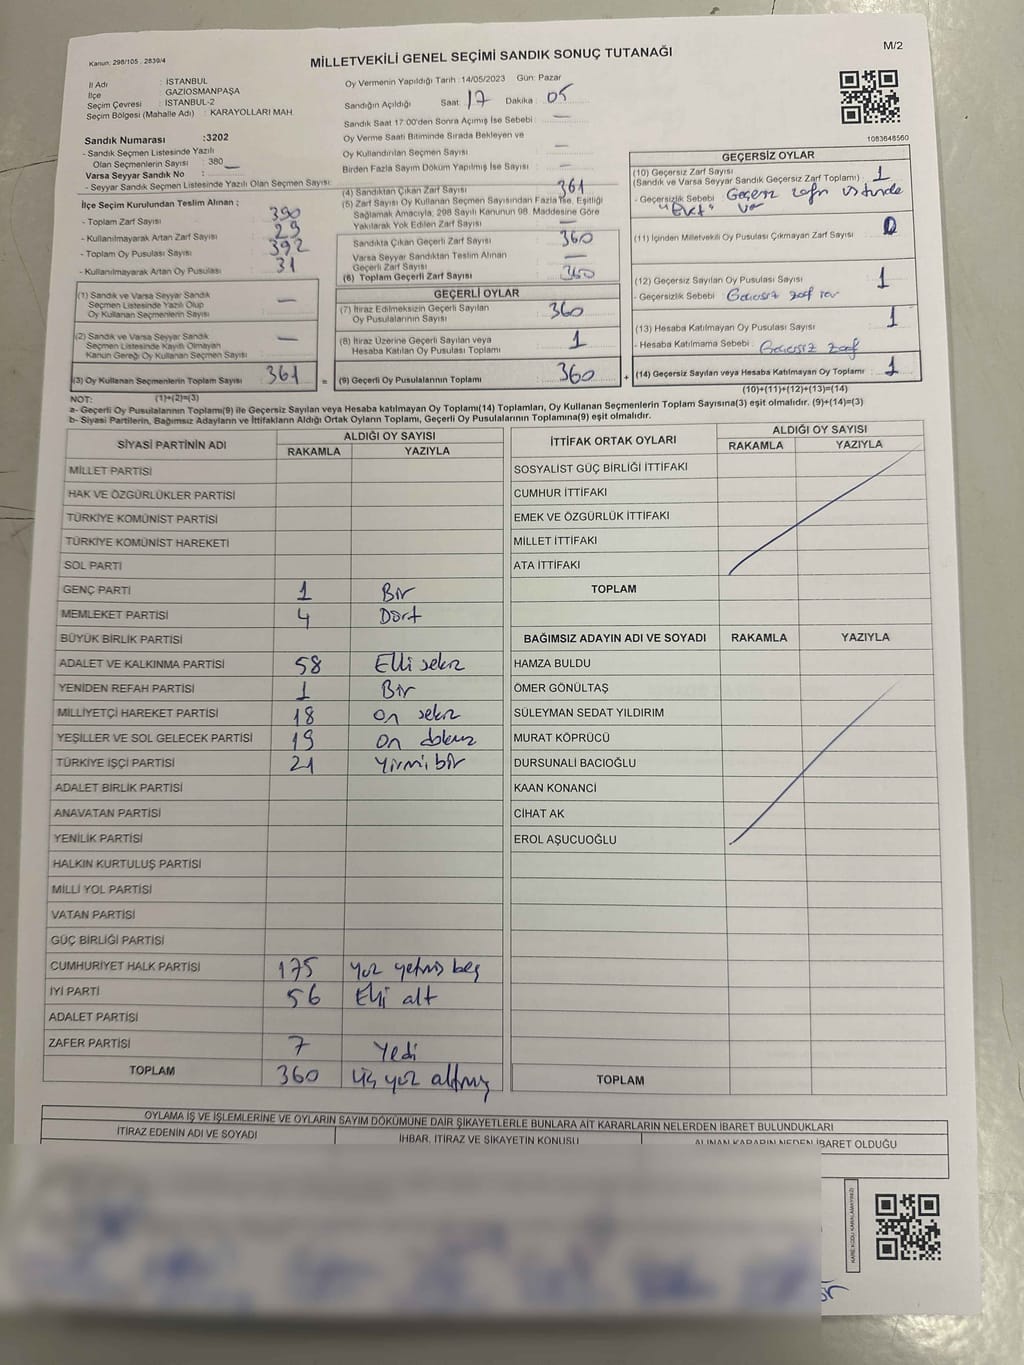 M/2
Kanun: 298/105 . 2839/4
MİLLETVEKİLİ GENEL SEÇİMİ SANDIK SONUÇ TUTANAĞI
İl Adı : İSTANBUL
İlçe : GAZİOSMANPAŞA
Seçim Çevresi : İSTANBUL-2
Seçim Bölgesi (Mahalle Adı) : KARAYOLLARI MAH.
Sandık Numarası :3202
- Sandık Seçmen Listesinde Yazılı
Olan Seçmenlerin Sayısı : 380
Varsa Seyyar Sandık No : —
- Seyyar Sandık Seçmen Listesinde Yazılı Olan Seçmen Sayısı:
İlçe Seçim Kurulundan Teslim Alınan ;
- Toplam Zarf Sayısı : 390
- Kullanılmayarak Artan Zarf Sayısı : 29
- Toplam Oy Pusulası Sayısı : 392
- Kullanılmayarak Artan Oy Pusulası : 31
(1) Sandık ve Varsa Seyyar Sandık
Seçmen Listesinde Yazılı Olup
Oy Kullanan Seçmenlerin Sayısı : —
(2) Sandık ve Varsa Seyyar Sandık
Seçmen Listesinde Kayıtlı Olmayan
Kanun Gereği Oy Kullanan Seçmen Sayısı : —
(3) Oy Kullanan Seçmenlerin Toplam Sayısı : 361 =
(1)+(2)=(3)
Oy Vermenin Yapıldığı Tarih :14/05/2023 Gün: Pazar
Sandığın Açıldığı Saat: 17 Dakika : 05
Sandık Saat 17:00'den Sonra Açımış İse Sebebi : —
Oy Verme Saati Bitiminde Sırada Bekleyen ve
Oy Kullandırılan Seçmen Sayısı : —
Birden Fazla Sayım Döküm Yapılmış İse Sayısı : —
(4) Sandıktan Çıkan Zarf Sayısı : 361
(5) Zarf Sayısı Oy Kullanan Seçmen Sayısından Fazla İse, Eşitliği
Sağlamak Amacıyla, 298 Sayılı Kanunun 98. Maddesine Göre
Yakılarak Yok Edilen Zarf Sayısı : —
Sandıkta Çıkan Geçerli Zarf Sayısı : 360
Varsa Seyyar Sandıktan Teslim Alınan
Geçerli Zarf Sayısı : —
(6) Toplam Geçerli Zarf Sayısı : 360
GEÇERLİ OYLAR
(7) İtiraz Edilmeksizin Geçerli Sayılan
Oy Pusulalarının Sayısı : 360
(8) İtiraz Üzerine Geçerli Sayılan veya
Hesaba Katılan Oy Pusulası Toplamı : 1
(9) Geçerli Oy Pusulalarının Toplamı : 360 +
1083648560
GEÇERSİZ OYLAR
(10) Geçersiz Zarf Sayısı
(Sandık ve Varsa Seyyar Sandık Geçersiz Zarf Toplamı) : 1
- Geçersizlik Sebebi : Geçersiz zarfın üstünde
"Evet" var
(11) İçinden Milletvekili Oy Pusulası Çıkmayan Zarf Sayısı : 0
(12) Geçersiz Sayılan Oy Pusulası Sayısı : 1
- Geçersizlik Sebebi : Geçersiz zarf
(13) Hesaba Katılmayan Oy Pusulası Sayısı : 1
- Hesaba Katılmama Sebebi : Geçersiz zarf
(14) Geçersiz Sayılan veya Hesaba Katılmayan Oy Toplamı : 1
(10)+(11)+(12)+(13)=(14)
NOT:
a- Geçerli Oy Pusulalarının Toplamı(9) ile Geçersiz Sayılan veya Hesaba katılmayan Oy Toplamı(14) Toplamları, Oy Kullanan Seçmenlerin Toplam Sayısına(3) eşit olmalıdır. (9)+(14)=(3)
b- Siyasi Partilerin, Bağımsız Adayların ve İttifakların Aldığı Ortak Oyların Toplamı, Geçerli Oy Pusulalarının Toplamına(9) eşit olmalıdır.
SİYASİ PARTİNİN ADI ALDIĞI OY SAYISI
RAKAMLA YAZIYLA
MİLLET PARTİSİ
HAK VE ÖZGÜRLÜKLER PARTİSİ
TÜRKİYE KOMÜNİST PARTİSİ
TÜRKİYE KOMÜNİST HAREKETİ
SOL PARTİ
GENÇ PARTİ 1 Bir
MEMLEKET PARTİSİ 4 Dört
BÜYÜK BİRLİK PARTİSİ
ADALET VE KALKINMA PARTİSİ 58 Elli sekiz
YENİDEN REFAH PARTİSİ 1 Bir
MİLLİYETÇİ HAREKET PARTİSİ 18 on sekiz
YEŞİLLER VE SOL GELECEK PARTİSİ 19 on dokuz
TÜRKİYE İŞÇİ PARTİSİ 21 Yirmi bir
ADALET BİRLİK PARTİSİ
ANAVATAN PARTİSİ
YENİLİK PARTİSİ
HALKIN KURTULUŞ PARTİSİ
MİLLİ YOL PARTİSİ
VATAN PARTİSİ
GÜÇ BİRLİĞİ PARTİSİ
CUMHURİYET HALK PARTİSİ 175 yüz yetmiş beş
İYİ PARTİ 56 Elli altı
ADALET PARTİSİ
ZAFER PARTİSİ 7 Yedi
TOPLAM 360 üç yüz altmış
İTTİFAK ORTAK OYLARI ALDIĞI OY SAYISI
RAKAMLA YAZIYLA
SOSYALİST GÜÇ BİRLİĞİ İTTİFAKI
CUMHUR İTTİFAKI
EMEK VE ÖZGÜRLÜK İTTİFAKI
MİLLET İTTİFAKI
ATA İTTİFAKI
TOPLAM
BAĞIMSIZ ADAYIN ADI VE SOYADI RAKAMLA YAZIYLA
HAMZA BULDU
ÖMER GÖNÜLTAŞ
SÜLEYMAN SEDAT YILDIRIM
MURAT KÖPRÜCÜ
DURSUNALİ BACIOĞLU
KAAN KONANCİ
CİHAT AK
EROL AŞUCUOĞLU
TOPLAM
OYLAMA İŞ VE İŞLEMLERİNE VE OYLARIN SAYIM DÖKÜMÜNE DAİR ŞİKAYETLERLE BUNLARA AİT KARARLARIN NELERDEN İBARET BULUNDUKLARI
İTİRAZ EDENİN ADI VE SOYADI İHBAR, İTİRAZ VE ŞİKAYETİN KONUSU ALINAN KARARIN NEDEN İBARET OLDUĞU